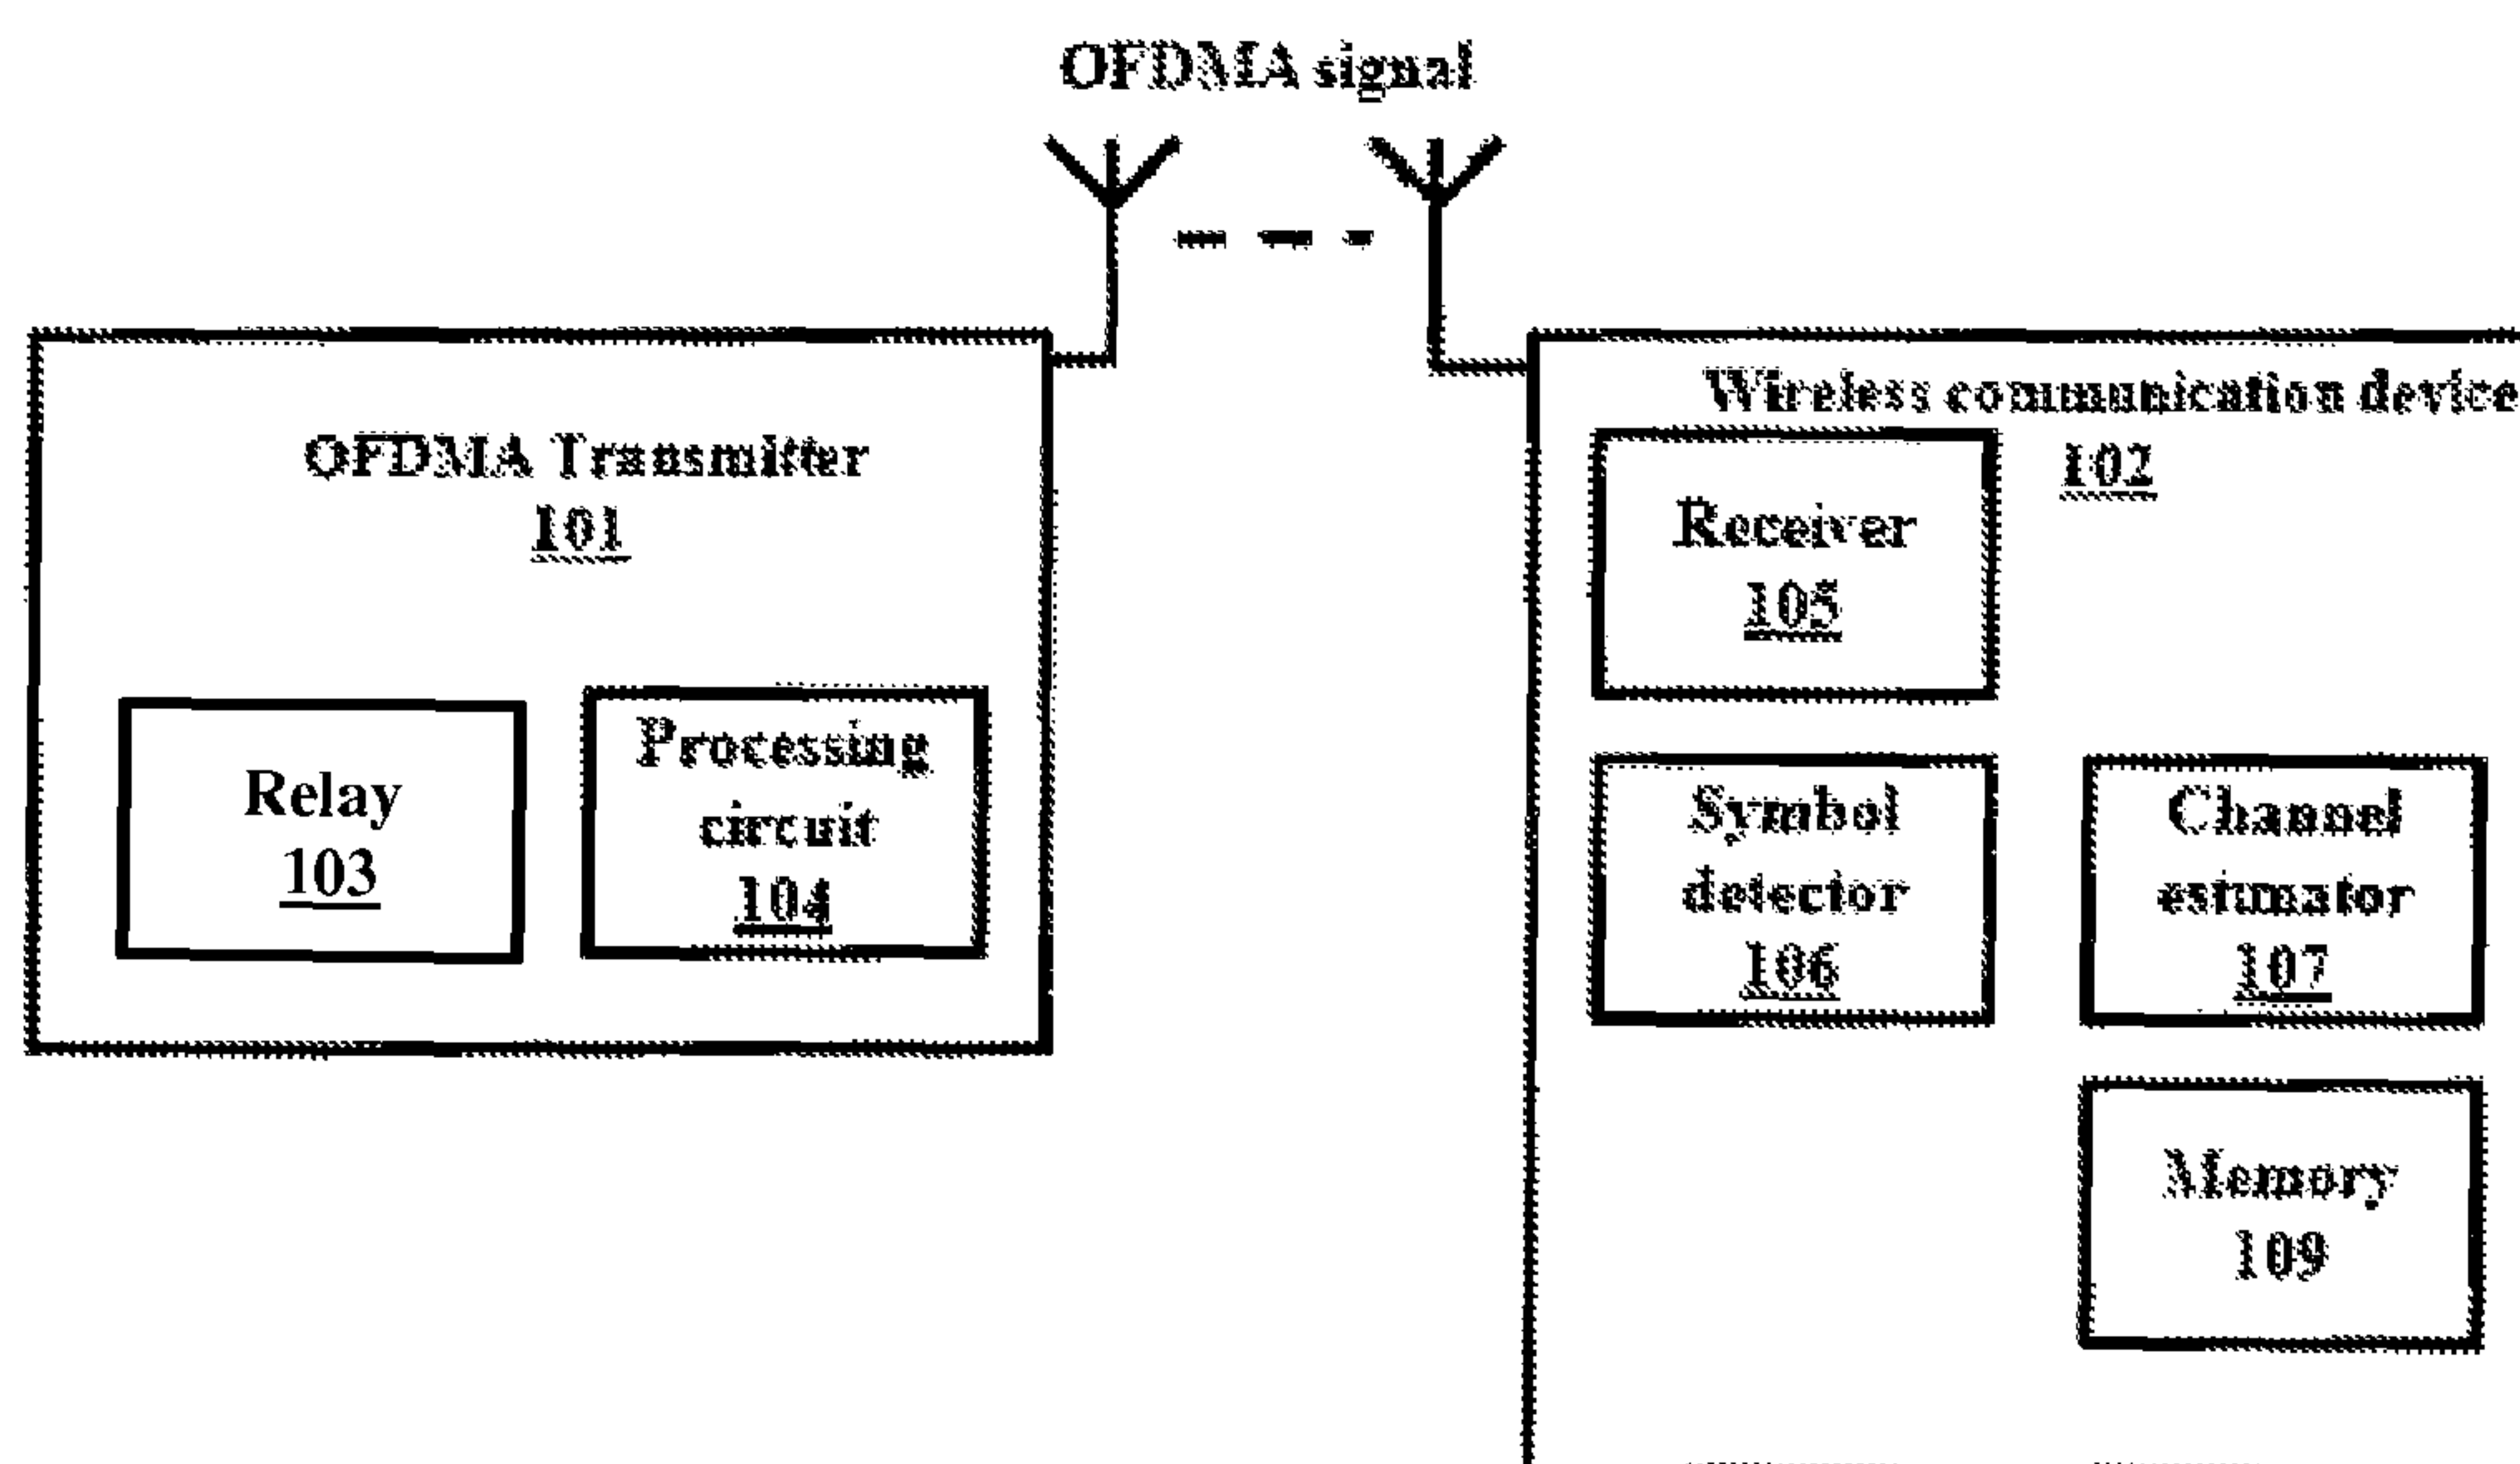 OFDMA signal
OFDMA Transmitter
101
Relay
103
Processing
circuit
104
Wireless communication device
102
Receiver
105
Symbol
detector
106
Channel
estimator
107
Memory
109